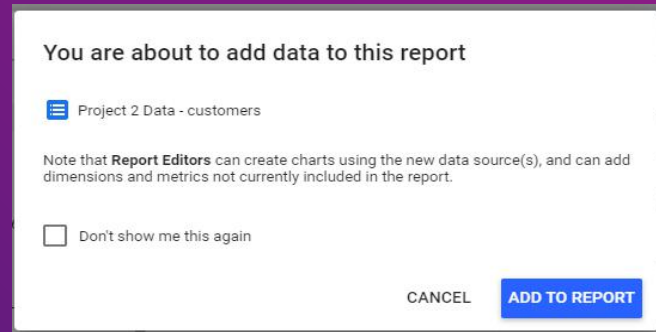 You are about to add data to this report
Project 2 Data - customers
Note that Report Editors can create charts using the new data source(s), and can add
dimensions and metrics not currently included in the report.
Don't show me this again
CANCEL
ADD TO REPORT